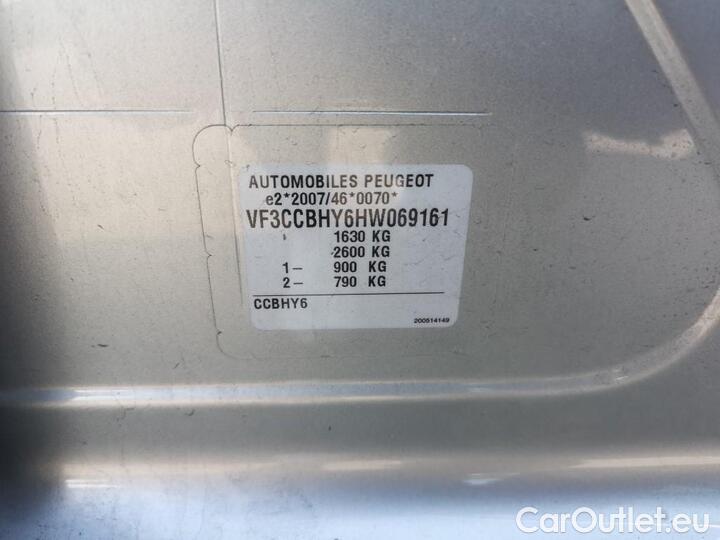 AUTOMOBILES PEUGEOT
e2*2007/46*0070*
VF3CCBHY6HW069161
1630 KG
2600 KG
1- 900 KG
2- 790 KG
CCBHY6
200514149
CarOutlet.eu